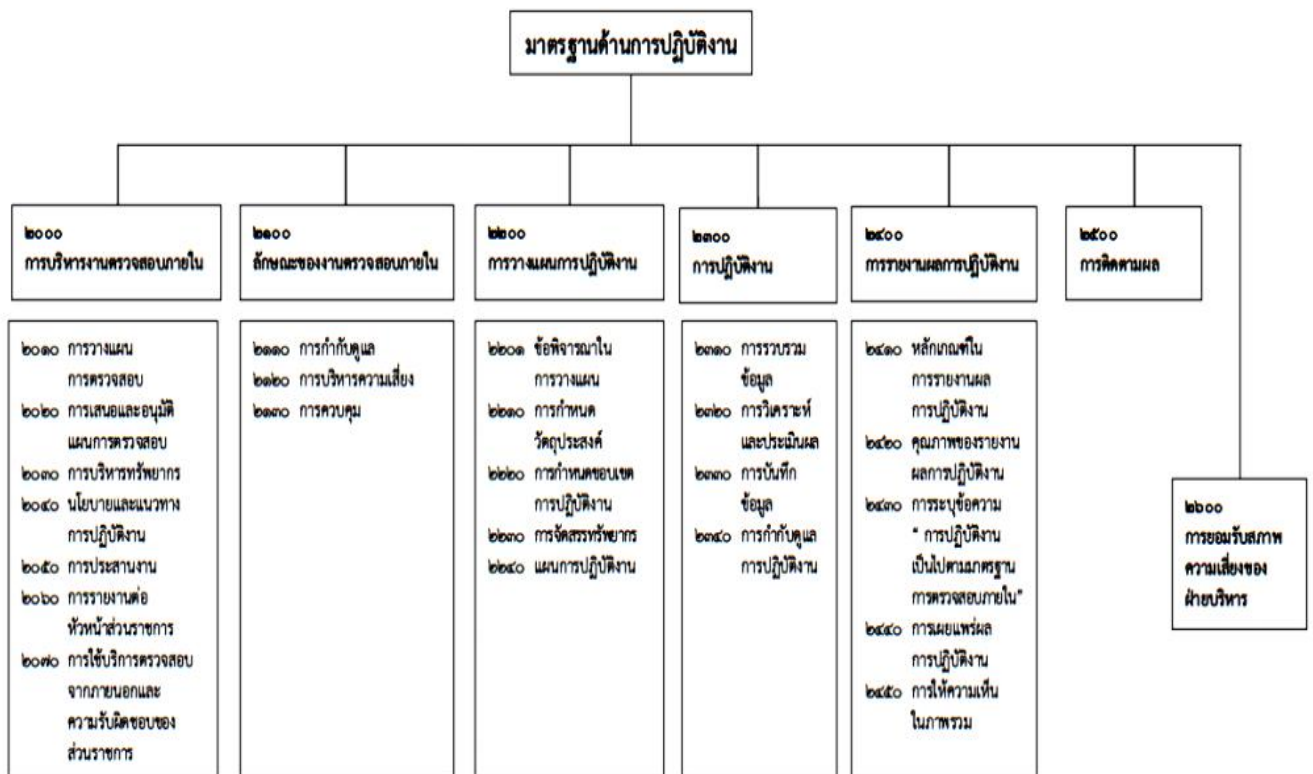 มาตรฐานด้านการปฏิบัติงาน
๒๐๐๐
การบริหารงานตรวจสอบภายใน
๒๑๐๐
ลักษณะของงานตรวจสอบภายใน
๒๒๐๐
การวางแผนการปฏิบัติงาน
๒๓๐๐
การปฏิบัติงาน
๒๔๐๐
การรายงานผลการปฏิบัติงาน
๒๕๐๐
การติดตามผล
๒๐๑๐ การวางแผน
การตรวจสอบ
๒๐๒๐ การเสนอและอนุมัติ
แผนการตรวจสอบ
๒๐๓๐ การบริหารทรัพยากร
๒๐๔๐ นโยบายและแนวทาง
การปฏิบัติงาน
๒๐๕๐ การประสานงาน
๒๐๖๐ การรายงานต่อ
หัวหน้าส่วนราชการ
๒๐๗๐ การใช้บริการตรวจสอบ
จากภายนอกและ
ความรับผิดชอบของ
ส่วนราชการ
๒๑๑๐ การกำกับดูแล
๒๑๒๐ การบริหารความเสี่ยง
๒๑๓๐ การควบคุม
๒๒๐๑ ข้อพิจารณาใน
การวางแผน
๒๒๑๐ การกำหนด
วัตถุประสงค์
๒๒๒๐ การกำหนดขอบเขต
การปฏิบัติงาน
๒๒๓๐ การจัดสรรทรัพยากร
๒๒๔๐ แผนการปฏิบัติงาน
๒๓๑๐ การรวบรวม
ข้อมูล
๒๓๒๐ การวิเคราะห์
และประเมินผล
๒๓๓๐ การบันทึก
ข้อมูล
๒๓๔๐ การกำกับดูแล
การปฏิบัติงาน
๒๔๑๐ หลักเกณฑ์ใน
การรายงานผล
การปฏิบัติงาน
๒๔๒๐ คุณภาพของรายงาน
ผลการปฏิบัติงาน
๒๔๓๐ การระบุข้อความ
“ การปฏิบัติงาน
เป็นไปตามมาตรฐาน
การตรวจสอบภายใน”
๒๔๔๐ การเผยแพร่ผล
การปฏิบัติงาน
๒๔๕๐ การให้ความเห็น
ในภาพรวม
๒๖๐๐
การยอมรับสภาพ
ความเสี่ยงของ
ฝ่ายบริหาร